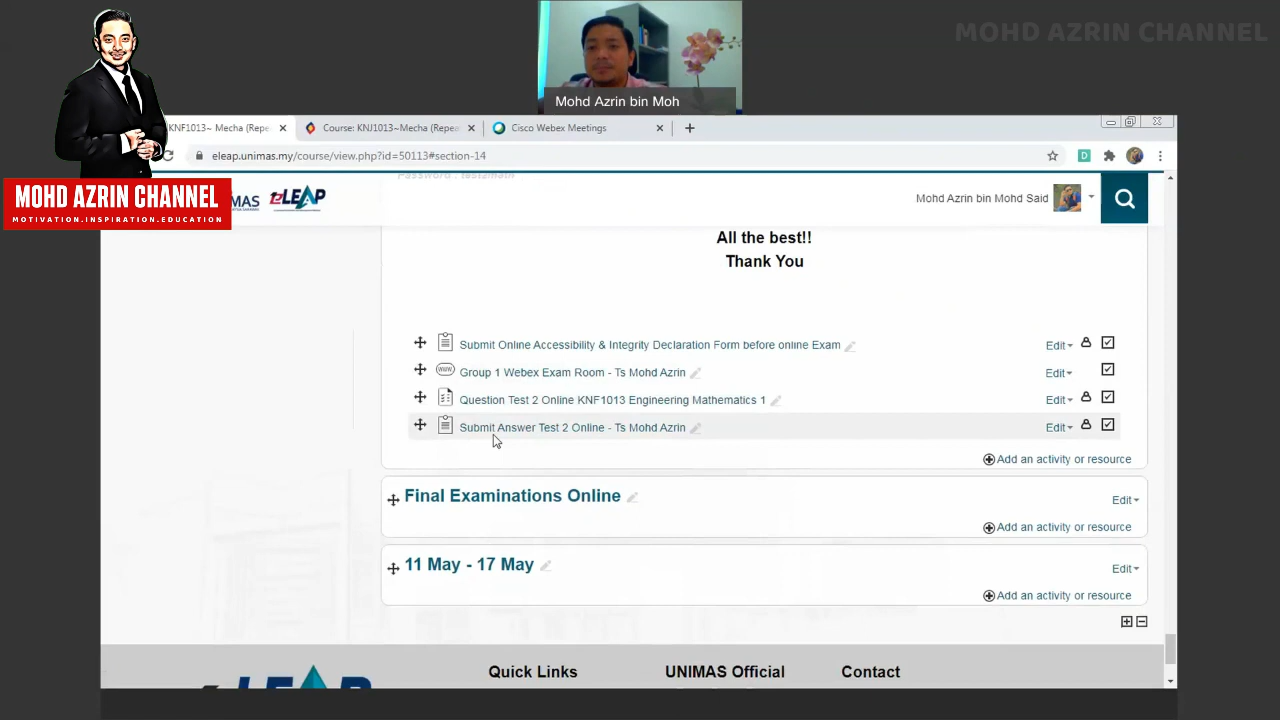 MOHD AZRIN CHANNEL
Mohd Azrin bin Moh
KNF1013~ Mecha (Repe
Course: KNJ1013~Mecha (Repe
Cisco Webex Meetings
eleap.unimas.my/course/view.php?id=50113#section-14
MOHD AZRIN CHANNEL
MOTIVATION.INSPIRATION.EDUCATION
MAS
eLEAP
Password : test2math
Mohd Azrin bin Mohd Said
All the best!!
Thank You
Submit Online Accessibility & Integrity Declaration Form before online Exam
Edit
Group 1 Webex Exam Room - Ts Mohd Azrin
Edit
Question Test 2 Online KNF1013 Engineering Mathematics 1
Edit
Submit Answer Test 2 Online - Ts Mohd Azrin
Edit
Add an activity or resource
Final Examinations Online
Edit
Add an activity or resource
11 May - 17 May
Edit
Add an activity or resource
Quick Links
UNIMAS Official
Contact
eLEAP